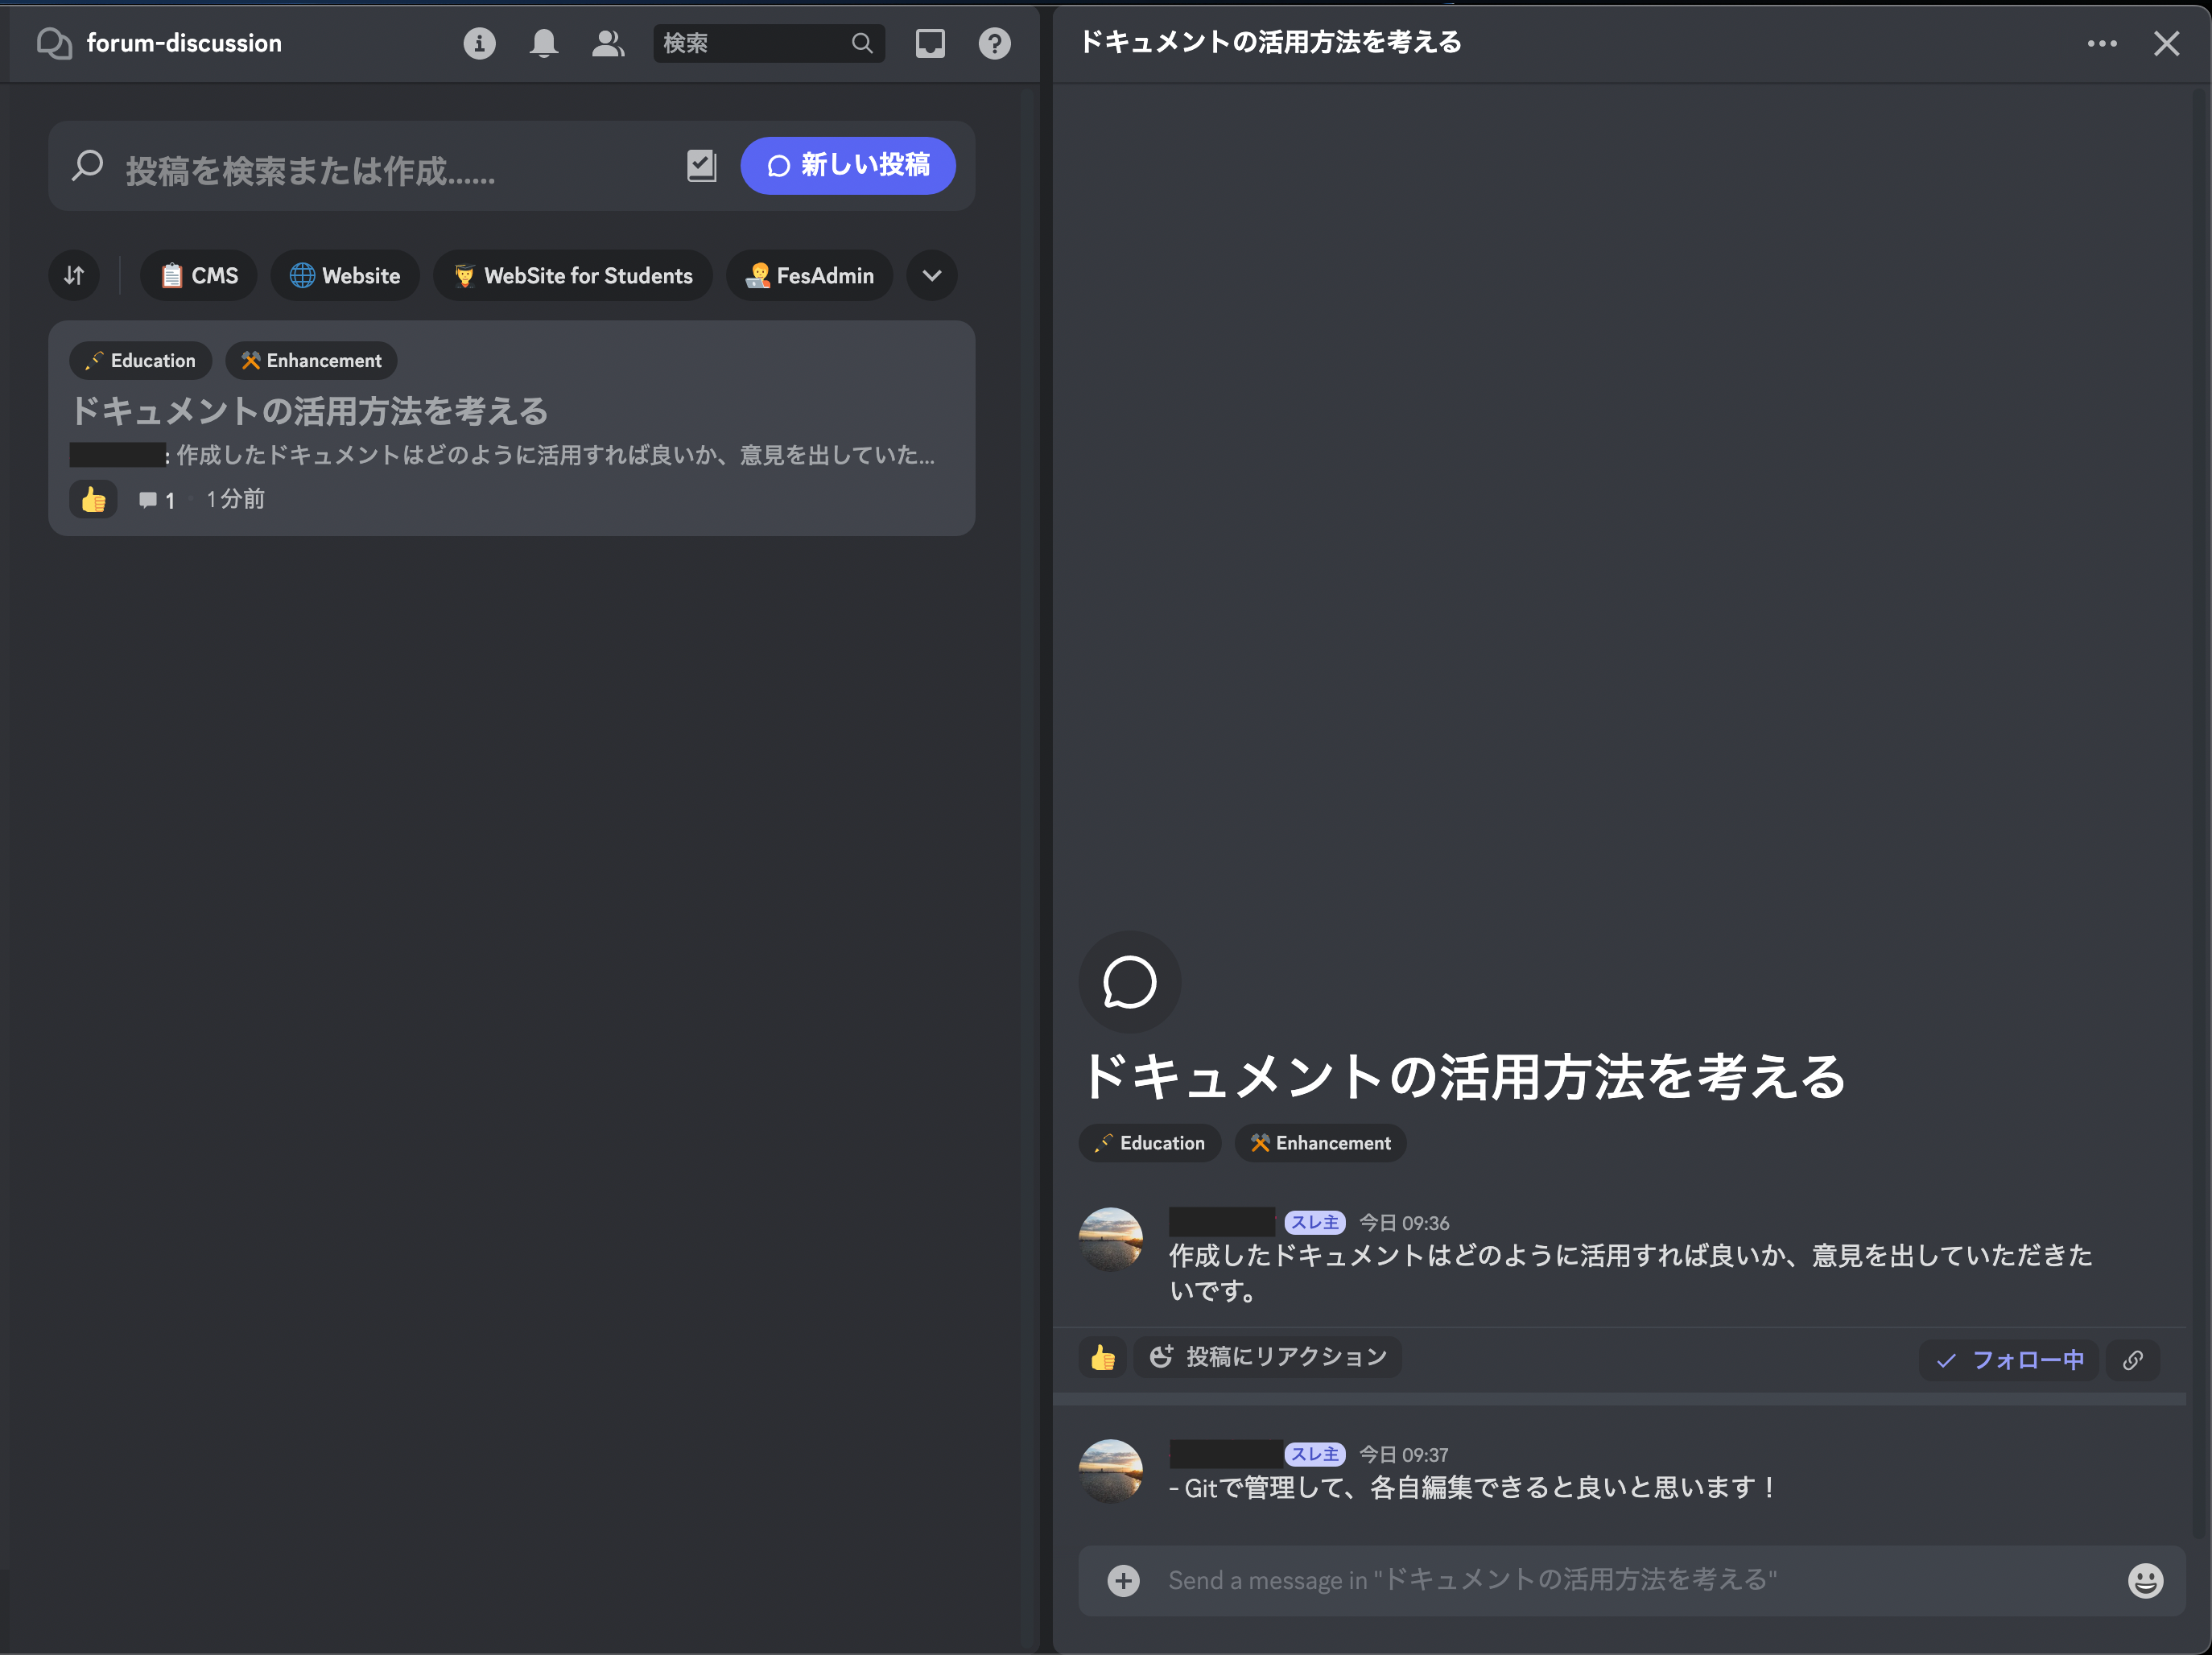 forum-discussion
検索
投稿を検索または作成......
新しい投稿
CMS
Website
WebSite for Students
FesAdmin
Education
Enhancement
ドキュメントの活用方法を考える
: 作成したドキュメントはどのように活用すれば良いか、意見を出していた...
1 1分前
ドキュメントの活用方法を考える
ドキュメントの活用方法を考える
Education
Enhancement
スレ主 今日 09:36
作成したドキュメントはどのように活用すれば良いか、意見を出していただきた
いです。
投稿にリアクション
フォロー中
スレ主 今日 09:37
- Gitで管理して、各自編集できると良いと思います！
Send a message in "ドキュメントの活用方法を考える"